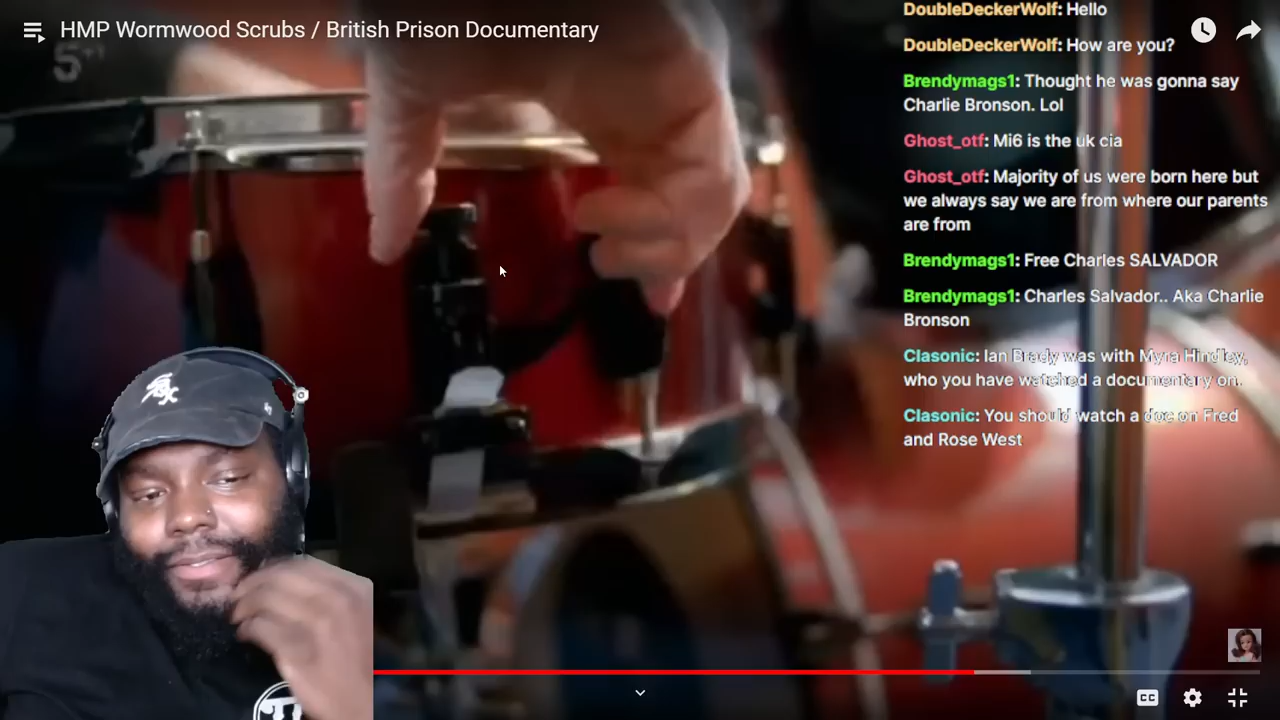 HMP Wormwood Scrubs / British Prison Documentary
5
DoubleDeckerWolf: Hello
DoubleDeckerWolf: How are you?
Brendymags1: Thought he was gonna say
Charlie Bronson. Lol
Ghost_otf: Mi6 is the uk cia
Ghost_otf: Majority of us were born here but
we always say we are from where our parents
are from
Brendymags1: Free Charles SALVADOR
Brendymags1: Charles Salvador.. Aka Charlie
Bronson
Clasonic: Ian Brady was with Myra Hindley,
who you have watched a documentary on.
Clasonic: You should watch a doc on Fred
and Rose West
Sox
CC